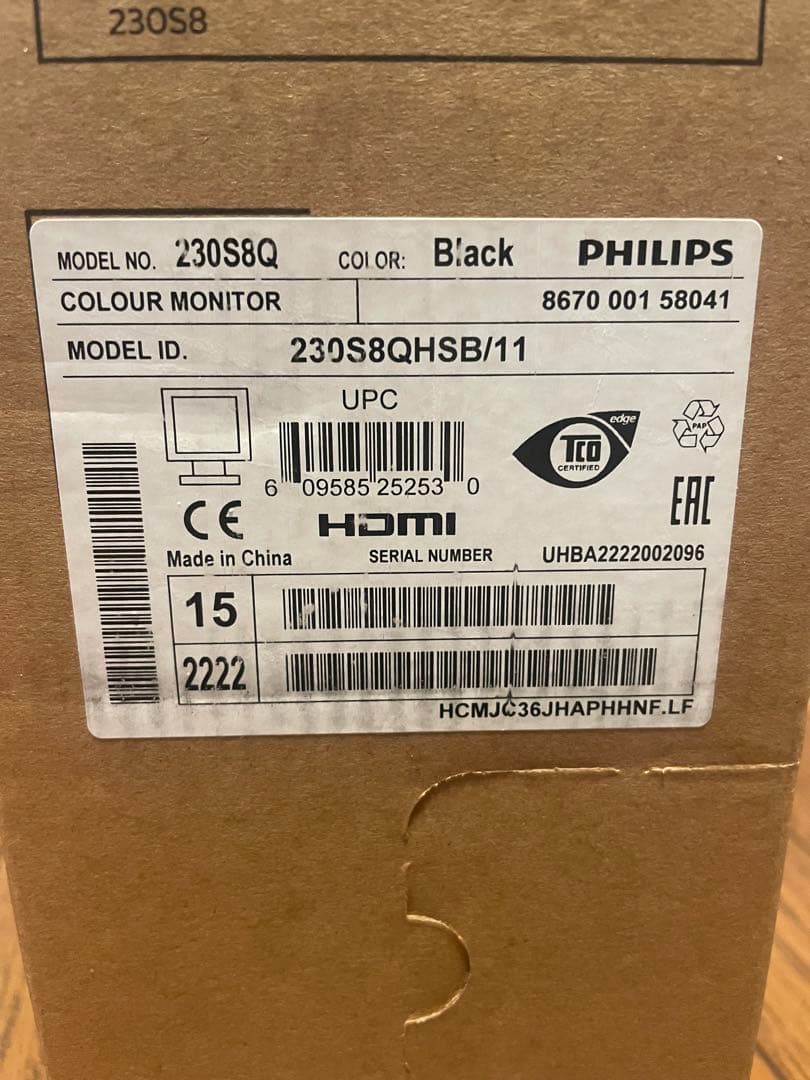 230S8
MODEL NO. 230S8Q COLOR: Black PHILIPS
COLOUR MONITOR 8670 001 58041
MODEL ID. 230S8QHSB/11
UPC
6 09585 25253 0
edge
TCO
CERTIFIED
PAP
CE HDMI EAC
Made in China SERIAL NUMBER UHBA2222002096
15
2222
HCMJC36JHAPHHNF.LF